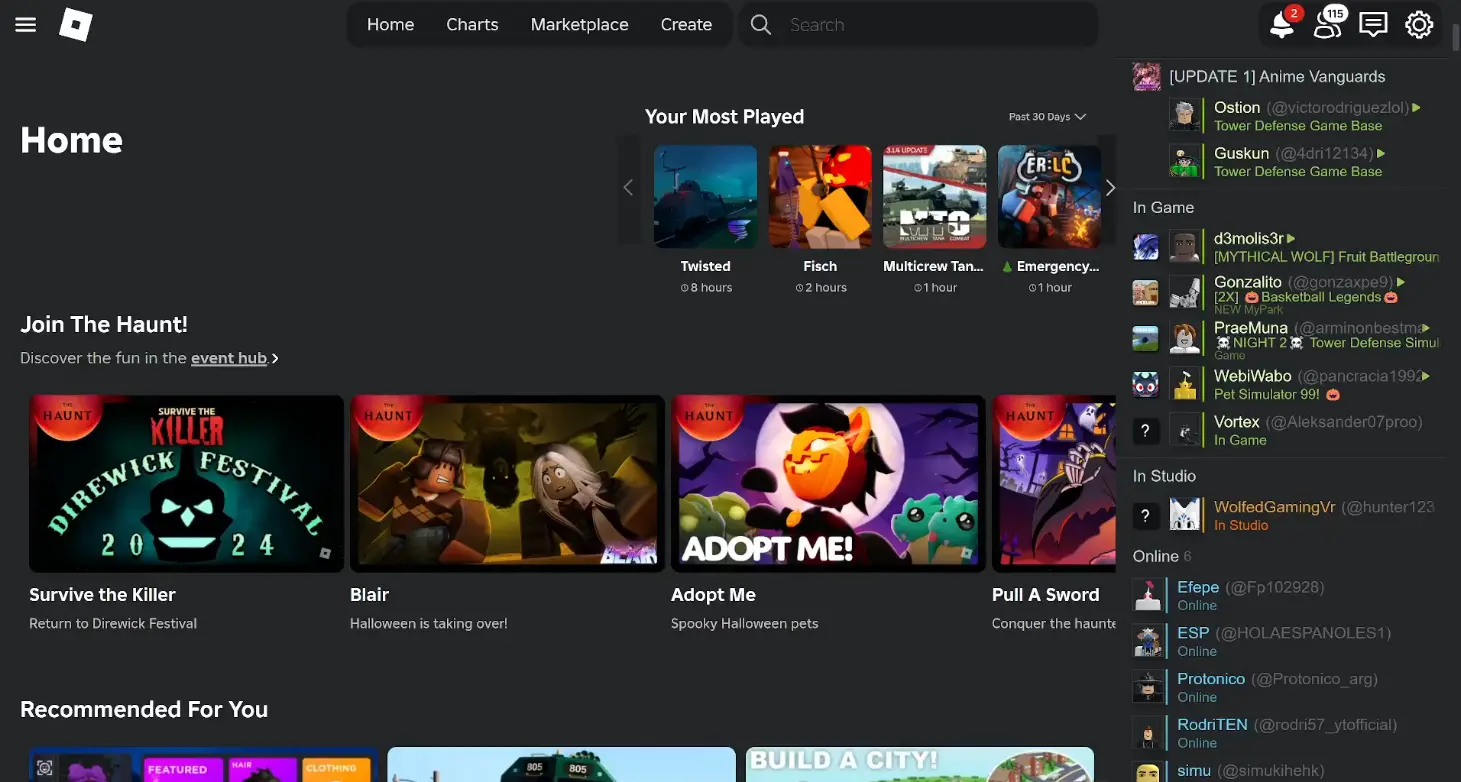 Home
Charts
Marketplace
Create
Search
2
115
Home
Your Most Played
Past 30 Days
3.14 UPDATE
MTC
MULTICREW TANK COMBAT
ER:LC
Twisted
Fisch
Multicrew Tan...
Emergency...
8 hours
2 hours
1 hour
1 hour
Join The Haunt!
Discover the fun in the event hub.
THE HAUNT
SURVIVE THE KILLER
DIREWICK FESTIVAL
2024
THE HAUNT
BLAIR
THE HAUNT
ADOPT ME!
THE HAUNT
Survive the Killer
Return to Direwick Festival
Blair
Halloween is taking over!
Adopt Me
Spooky Halloween pets
Pull A Sword
Conquer the haunte
Recommended For You
FEATURED
HAIR
CLOTHING
805
805
BUILD A CITY!
[UPDATE 1] Anime Vanguards
Ostion (@victorodriguezlol)
Tower Defense Game Base
Guskun (@4dri12134)
Tower Defense Game Base
In Game
d3molis3r
[MYTHICAL WOLF] Fruit Battlegroun
Gonzalito (@gonzaxpe9)
[2X] 🎃Basketball Legends🎃
NEW MyPark
PraeMuna (@arminonbestma
☠️NIGHT 2☠️ Tower Defense Simul
Game
WebiWabo (@pancracia1992
Pet Simulator 99! 🎃
?
Vortex (@Aleksander07proo)
In Game
In Studio
?
WolfedGamingVr (@hunter123
In Studio
Online 6
Efepe (@Fp102928)
Online
ESP (@HOLAESPANOLES1)
Online
Protonico (@Protonico_arg)
Online
RodriTEN (@rodri57_ytofficial)
Online
simu (@simukihehk)